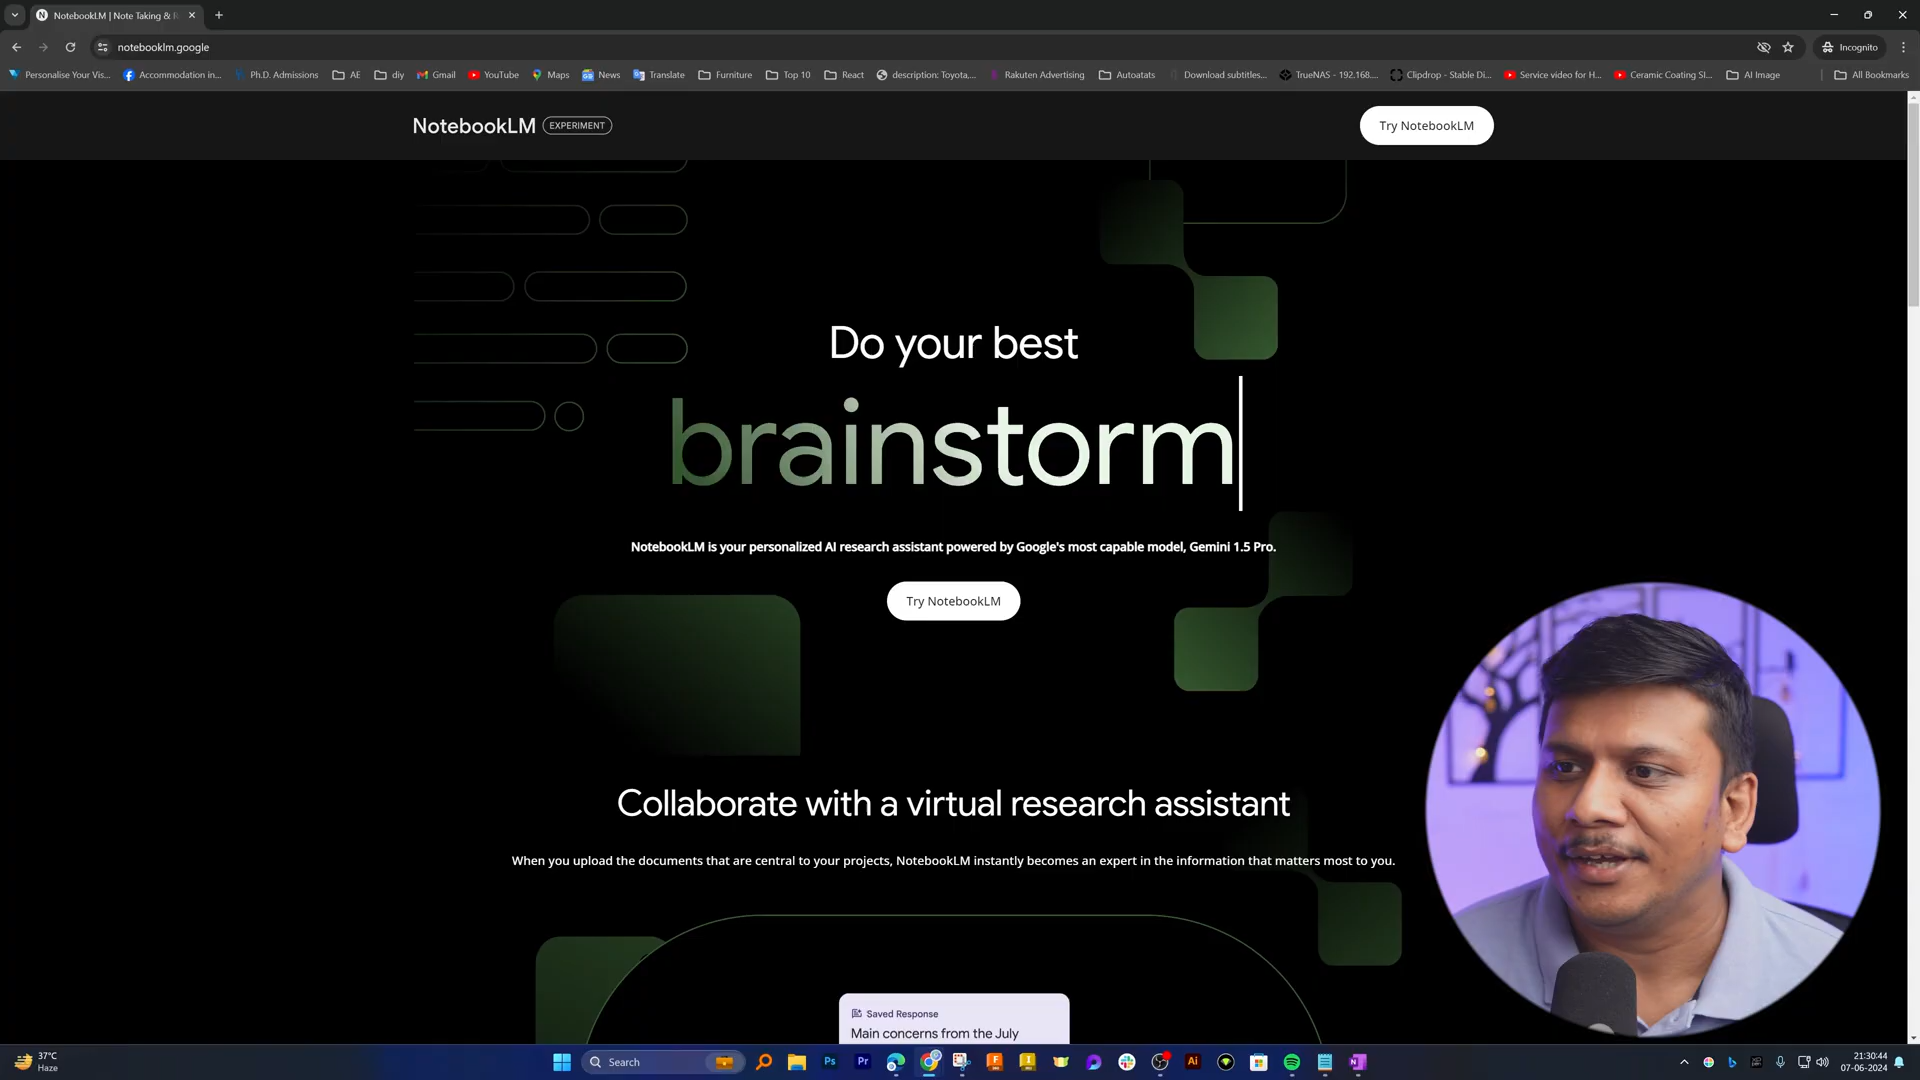 NotebookLM | Note Taking & R
notebooklm.google
Incognito
Personalise Your Vis...
Accommodation in...
Ph.D. Admissions
AE
diy
Gmail
YouTube
Maps
News
Translate
Furniture
Top 10
React
description: Toyota,...
Rakuten Advertising
Autoatats
Download subtitles...
TrueNAS - 192.168....
Clipdrop - Stable Di...
Service video for H...
Ceramic Coating Sl...
AI Image
All Bookmarks
NotebookLM EXPERIMENT
Try NotebookLM
Do your best
brainstorm
NotebookLM is your personalized AI research assistant powered by Google's most capable model, Gemini 1.5 Pro.
Try NotebookLM
Collaborate with a virtual research assistant
When you upload the documents that are central to your projects, NotebookLM instantly becomes an expert in the information that matters most to you.
Saved Response
Main concerns from the July
37°C
Haze
Search
Ps
Pr
Ai
21:30:44
07-06-2024